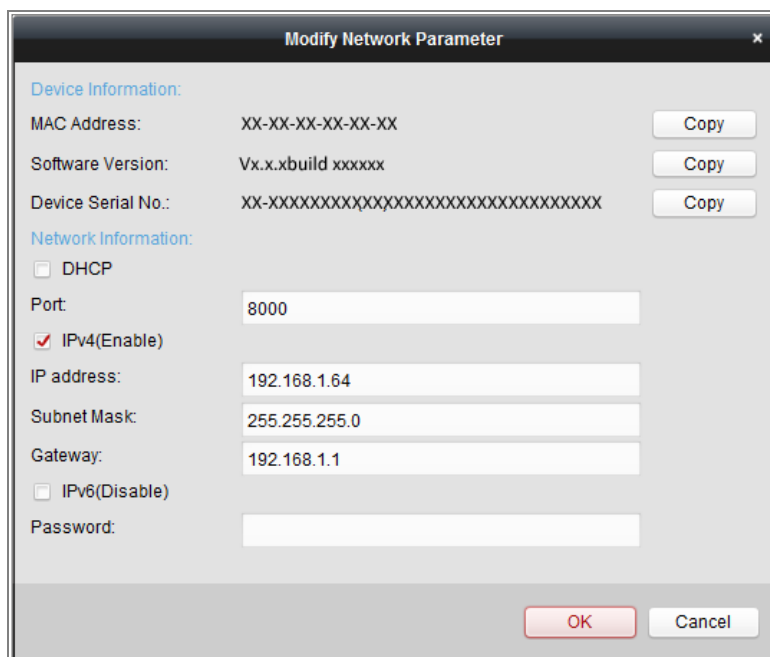 Modify Network Parameter ×
Device Information:
MAC Address: XX-XX-XX-XX-XX-XX Copy
Software Version: Vx.x.xbuild xxxxxx Copy
Device Serial No.: XX-XXXXXXXXXXXXXXXXXXXXXXXXXXXXXXXXX Copy
Network Information:
DHCP
Port: 8000
IPv4(Enable)
IP address: 192.168.1.64
Subnet Mask: 255.255.255.0
Gateway: 192.168.1.1
IPv6(Disable)
Password:
OK Cancel